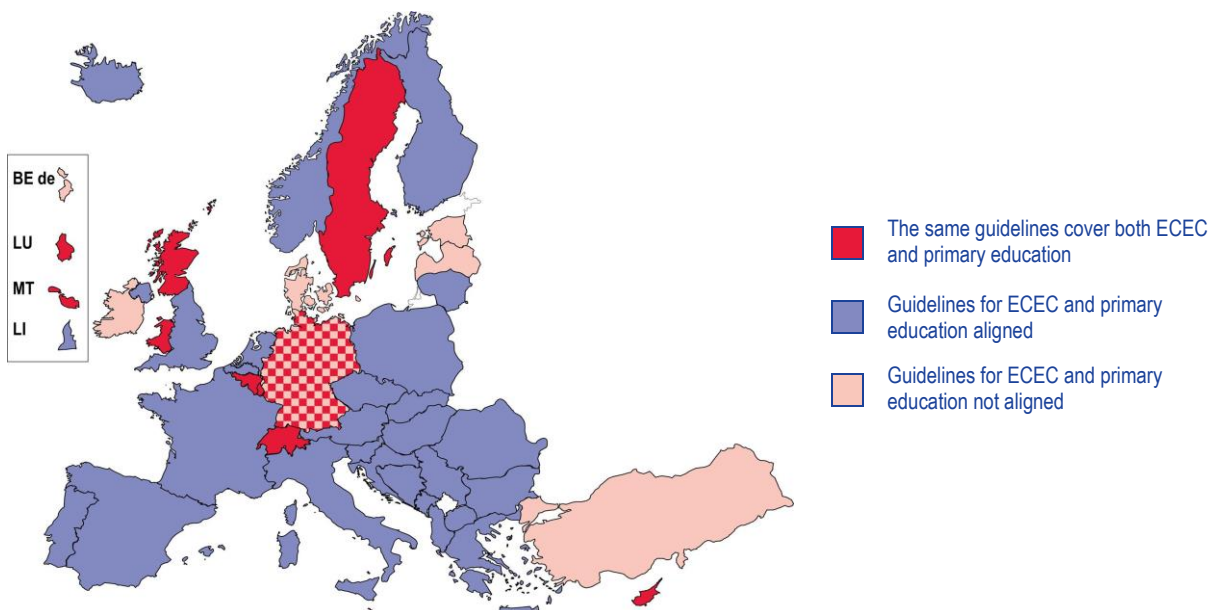 BE de
LU
MT
LI
The same guidelines cover both ECEC
and primary education
Guidelines for ECEC and primary
education aligned
Guidelines for ECEC and primary
education not aligned